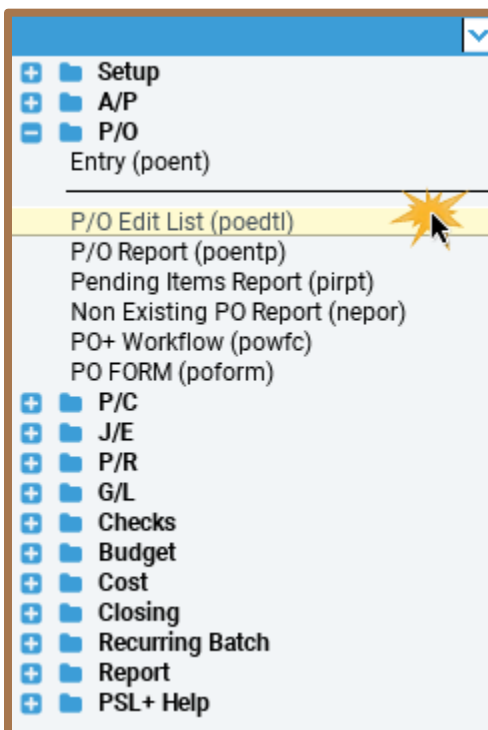 Setup
A/P
P/O
Entry (poent)
P/O Edit List (poedtl)
P/O Report (poentp)
Pending Items Report (pirpt)
Non Existing PO Report (nepor)
PO+ Workflow (powfc)
PO FORM (poform)
P/C
J/E
P/R
G/L
Checks
Budget
Cost
Closing
Recurring Batch
Report
PSL+ Help